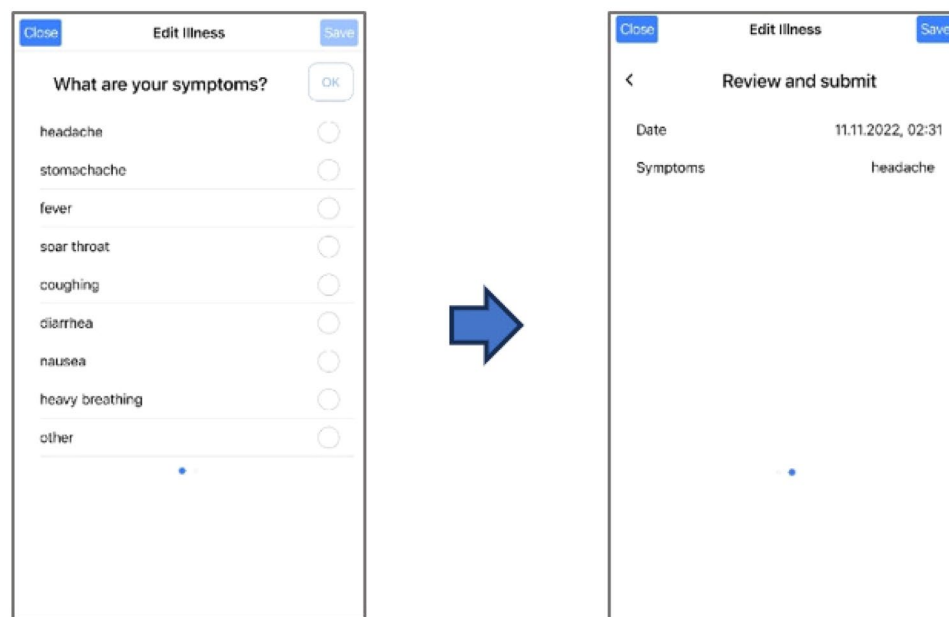 Close Edit Illness Save
What are your symptoms? OK
headache
stomachache
fever
soar throat
coughing
diarrhea
nausea
heavy breathing
other
Close Edit Illness Save
Review and submit
Date 11.11.2022, 02:31
Symptoms headache